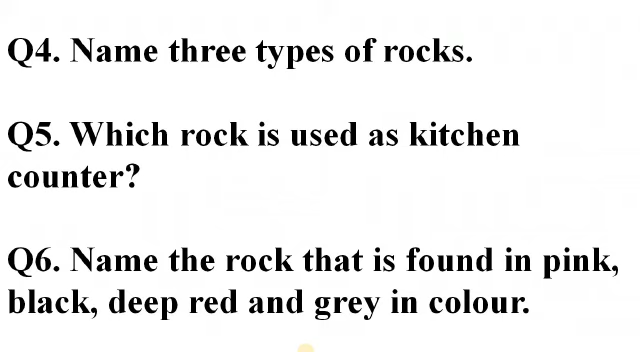 Q4. Name three types of rocks.
Q5. Which rock is used as kitchen
counter?
Q6. Name the rock that is found in pink,
black, deep red and grey in colour.